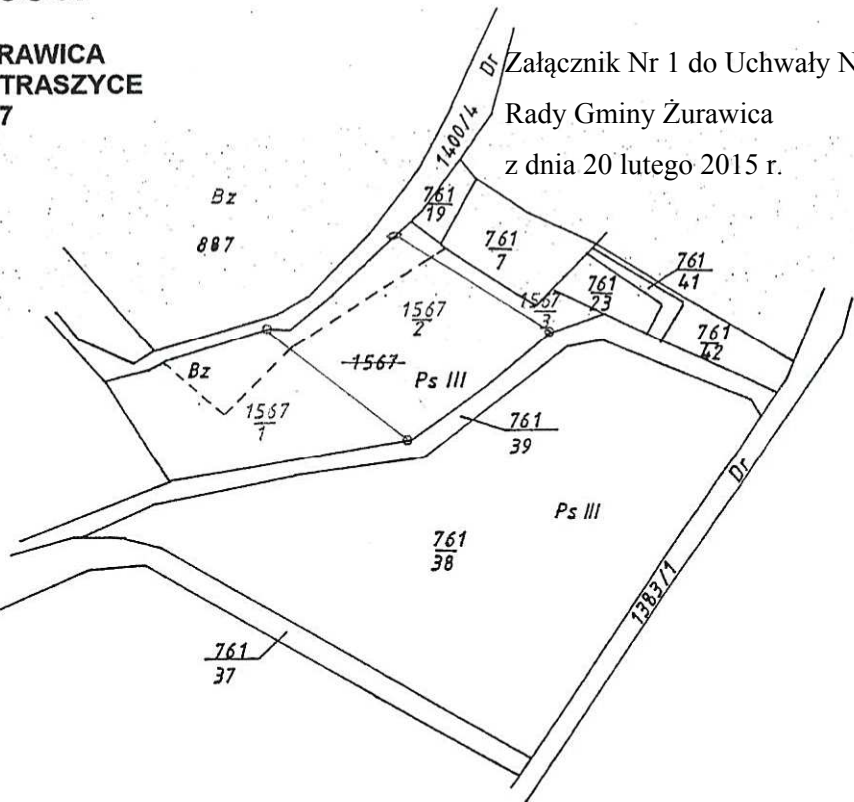 RAWICA
TRASZYCE
7
Załącznik Nr 1 do Uchwały N
Rady Gminy Żurawica
z dnia 20 lutego 2015 r.
Dr
1400/4
Bz
887
761
19
761
7
761
41
761
23
761
42
1567
3
1567
2
1567
Ps III
Bz
1567
1
761
39
Ps III
761
38
Dr
1383/1
761
37